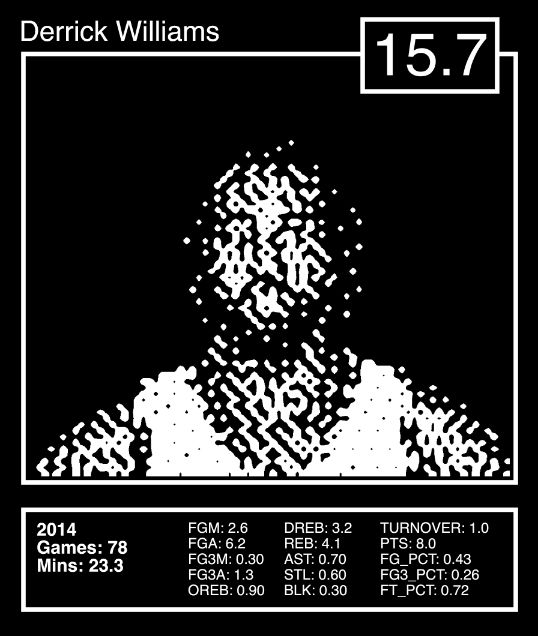 Derrick Williams
15.7
2014
Games: 78
Mins: 23.3
FGM: 2.6
FGA: 6.2
FG3M: 0.30
FG3A: 1.3
OREB: 0.90
DREB: 3.2
REB: 4.1
AST: 0.70
STL: 0.60
BLK: 0.30
TURNOVER: 1.0
PTS: 8.0
FG_PCT: 0.43
FG3_PCT: 0.26
FT_PCT: 0.72